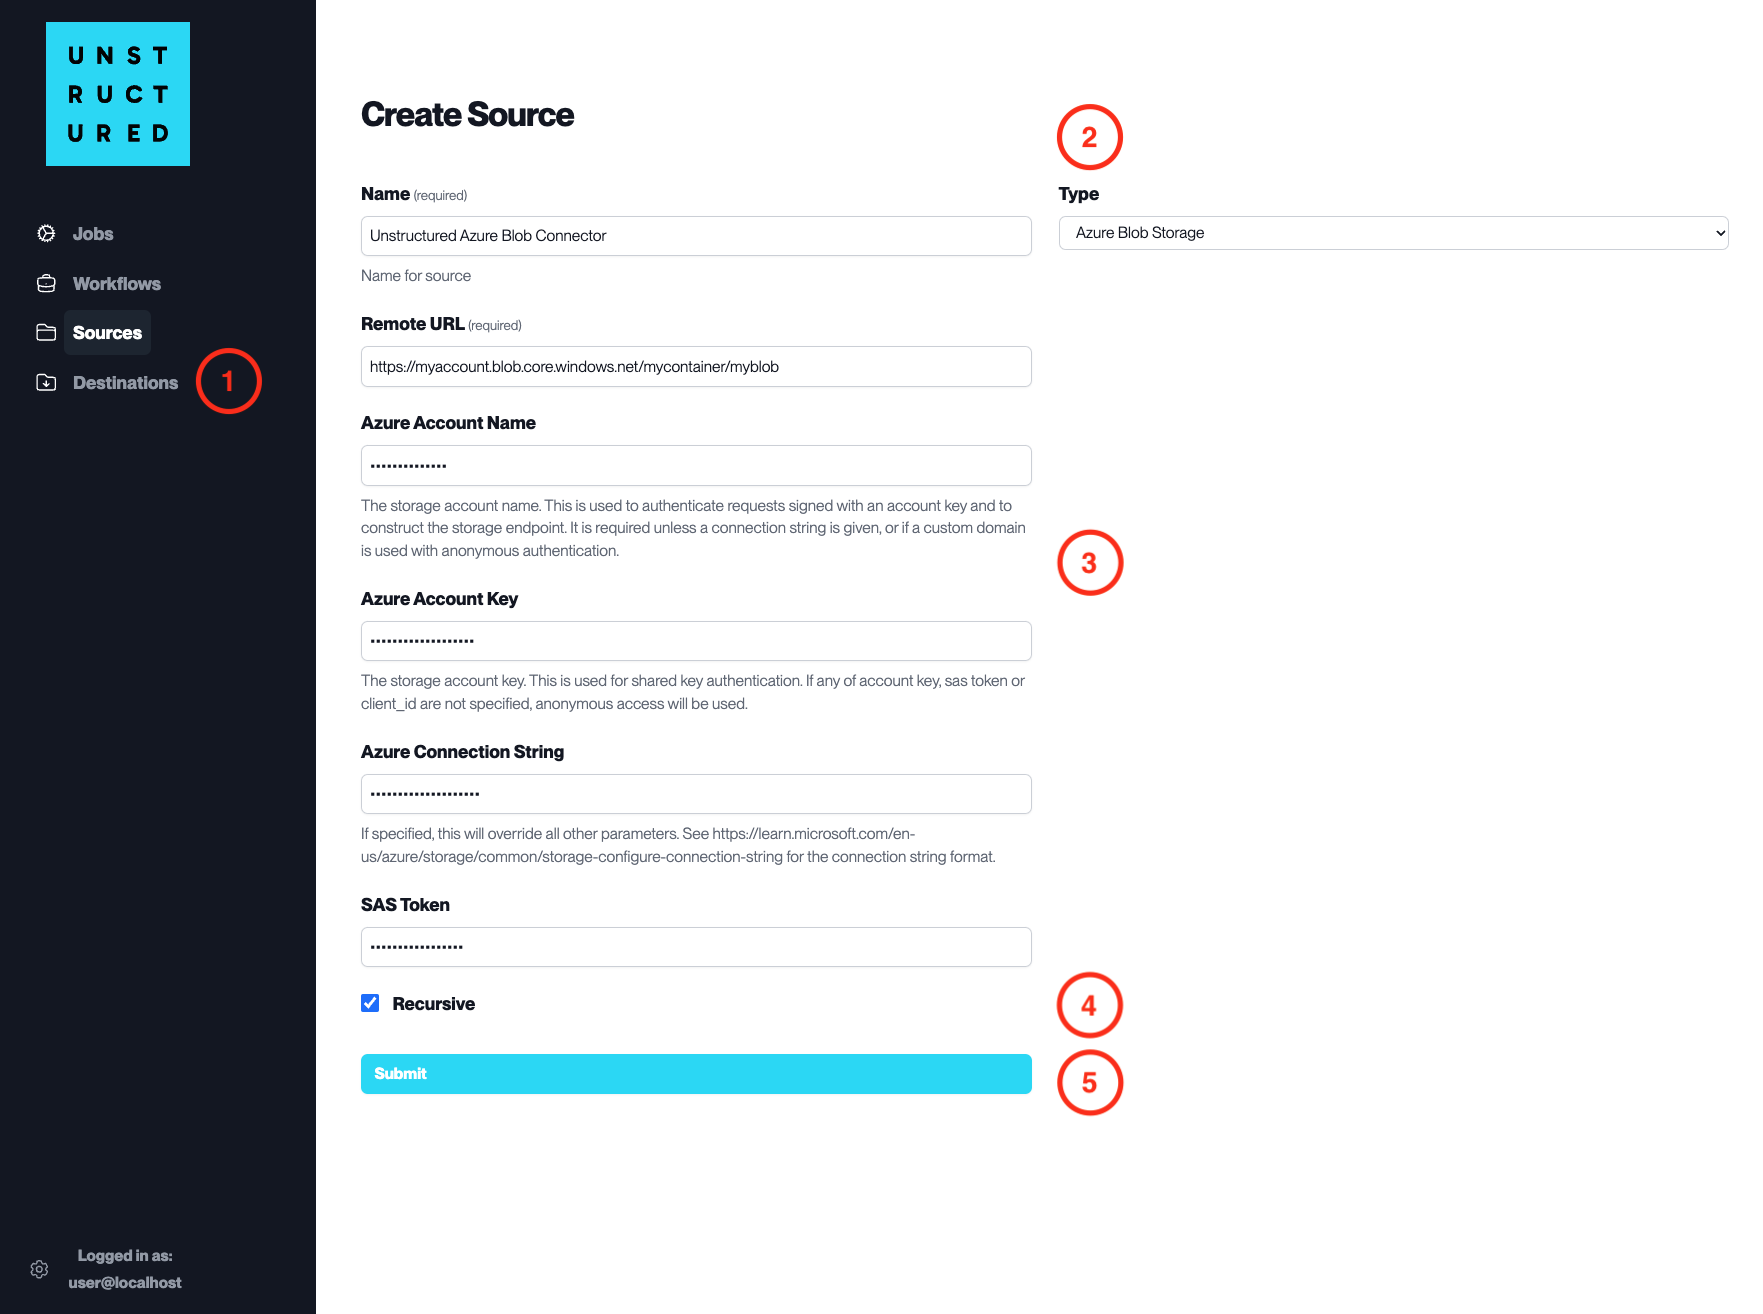 UNST
RUCT
URED
Jobs
Workflows
Sources
Destinations
1
Create Source
2
Name (required)
Unstructured Azure Blob Connector
Name for source
Type
Azure Blob Storage
Remote URL (required)
https://myaccount.blob.core.windows.net/mycontainer/myblob
Azure Account Name
••••••••••••••
The storage account name. This is used to authenticate requests signed with an account key and to
construct the storage endpoint. It is required unless a connection string is given, or if a custom domain
is used with anonymous authentication.
3
Azure Account Key
•••••••••••••••••••
The storage account key. This is used for shared key authentication. If any of account key, sas token or
client_id are not specified, anonymous access will be used.
Azure Connection String
••••••••••••••••••••
If specified, this will override all other parameters. See https://learn.microsoft.com/en-
us/azure/storage/common/storage-configure-connection-string for the connection string format.
SAS Token
•••••••••••••••••
Recursive
4
Submit
5
Logged in as:
user@localhost